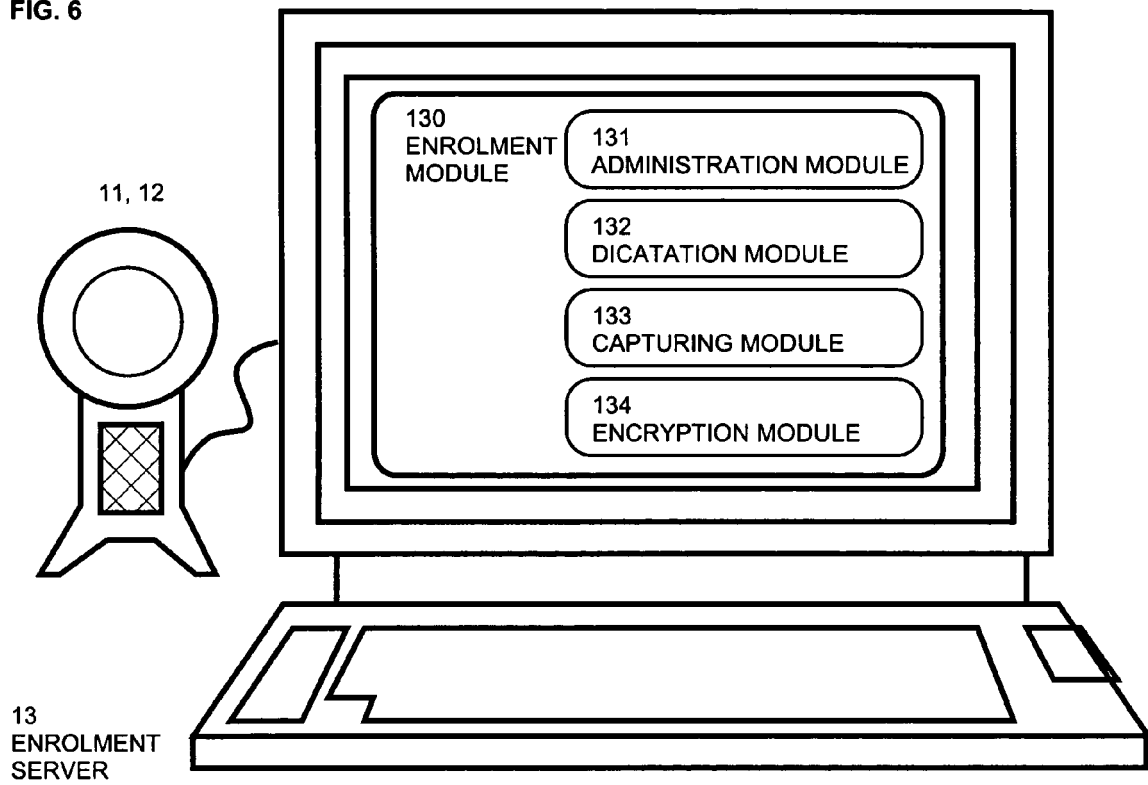 FIG. 6
130
ENROLMENT
MODULE
131
ADMINISTRATION MODULE
11, 12
132
DICATATION MODULE
133
CAPTURING MODULE
134
ENCRYPTION MODULE
13
ENROLMENT
SERVER